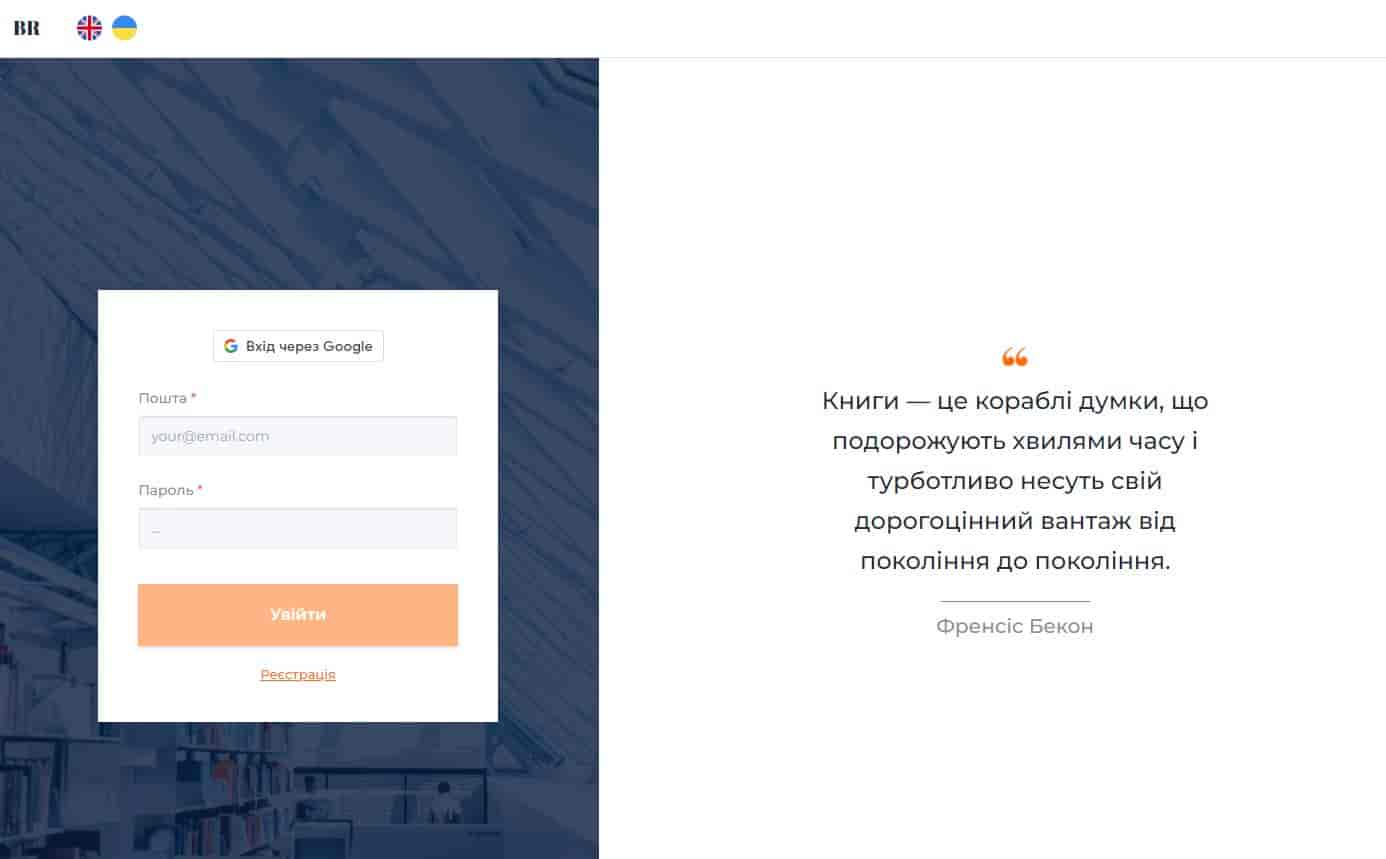 BR
Вхід через Google
Пошта *
your@email.com
Пароль *
...
Увійти
Реєстрація
Книги — це кораблі думки, що
подорожують хвилями часу і
турботливо несуть свій
дорогоцінний вантаж від
покоління до покоління.
Френсіс Бекон